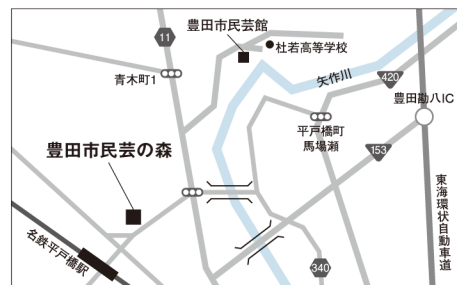 豊田市民芸館
杜若高等学校
11
青木町1
矢作川
420
豊田勘八IC
平戸橋町
馬場瀬
153
豊田市民芸の森
東海環状自動車道
名鉄平戸橋駅
340